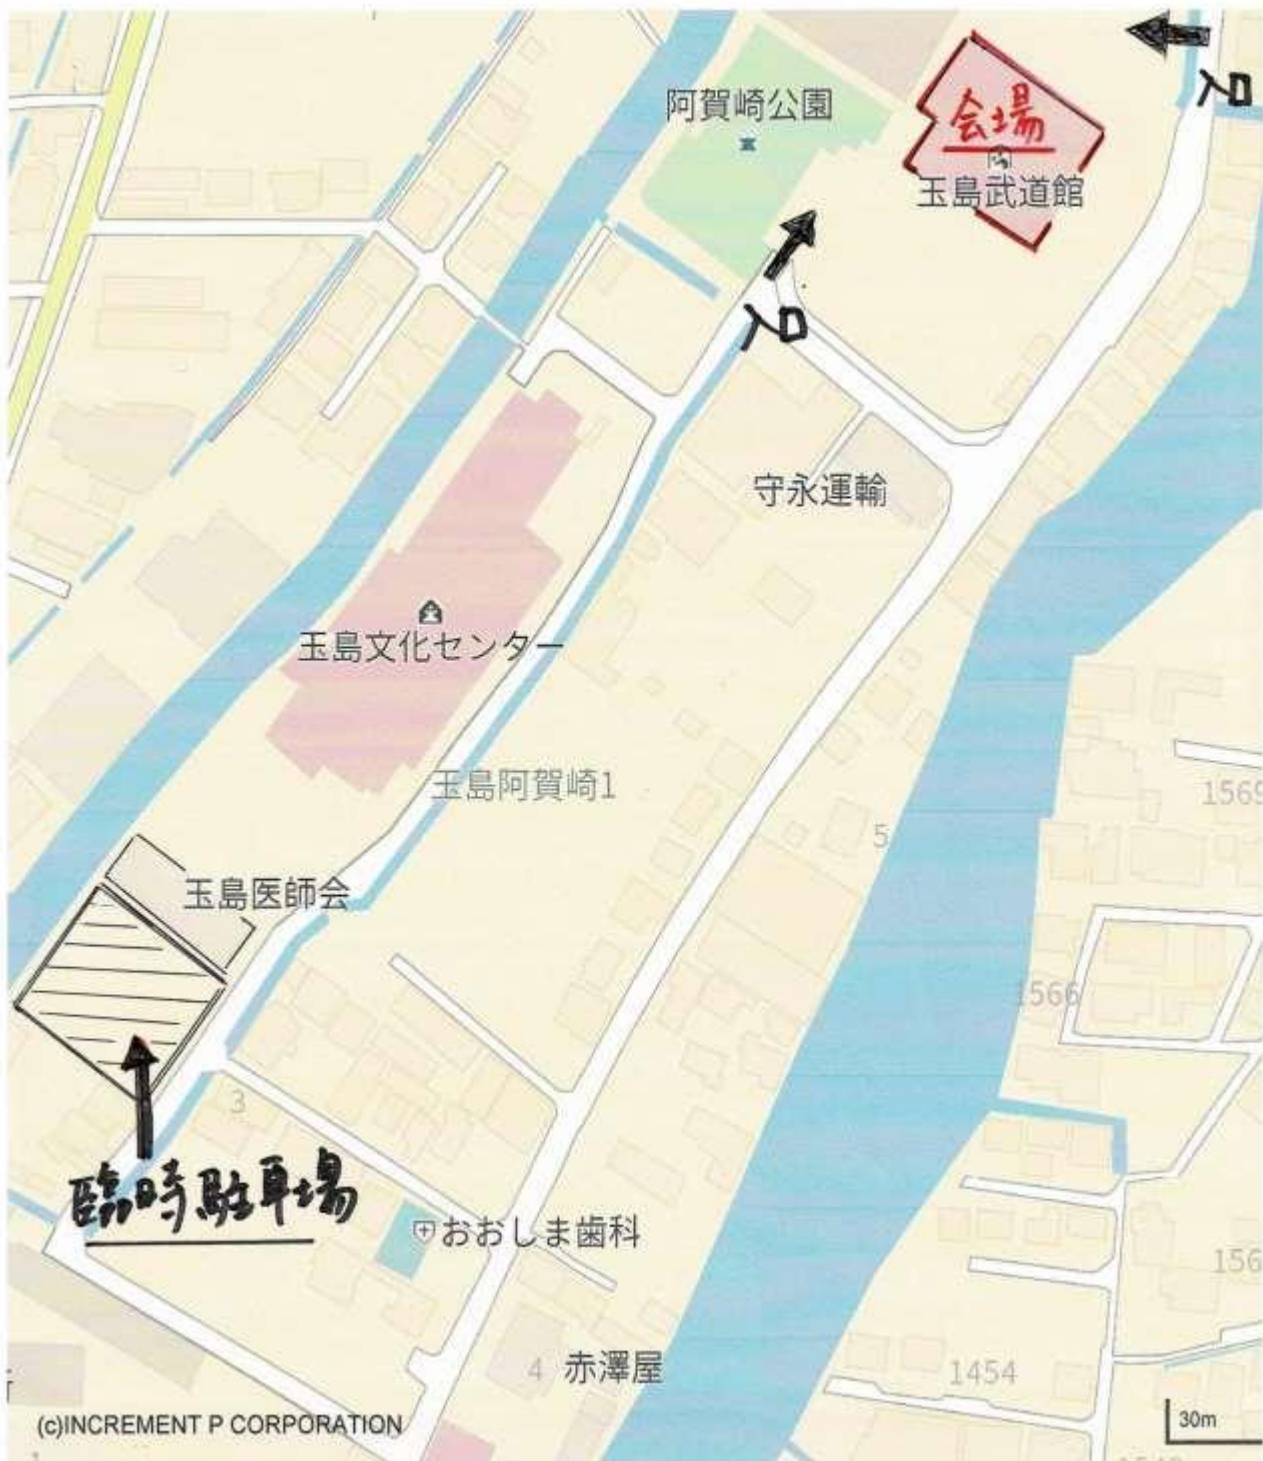 阿賀崎公園
会場
玉島武道館
入口
入口
守永運輸
玉島文化センター
玉島阿賀崎1
1569
5
玉島医師会
1566
3
臨時駐車場
おおしま歯科
156
4 赤澤屋
1454
(c)INCREMENT P CORPORATION
30m